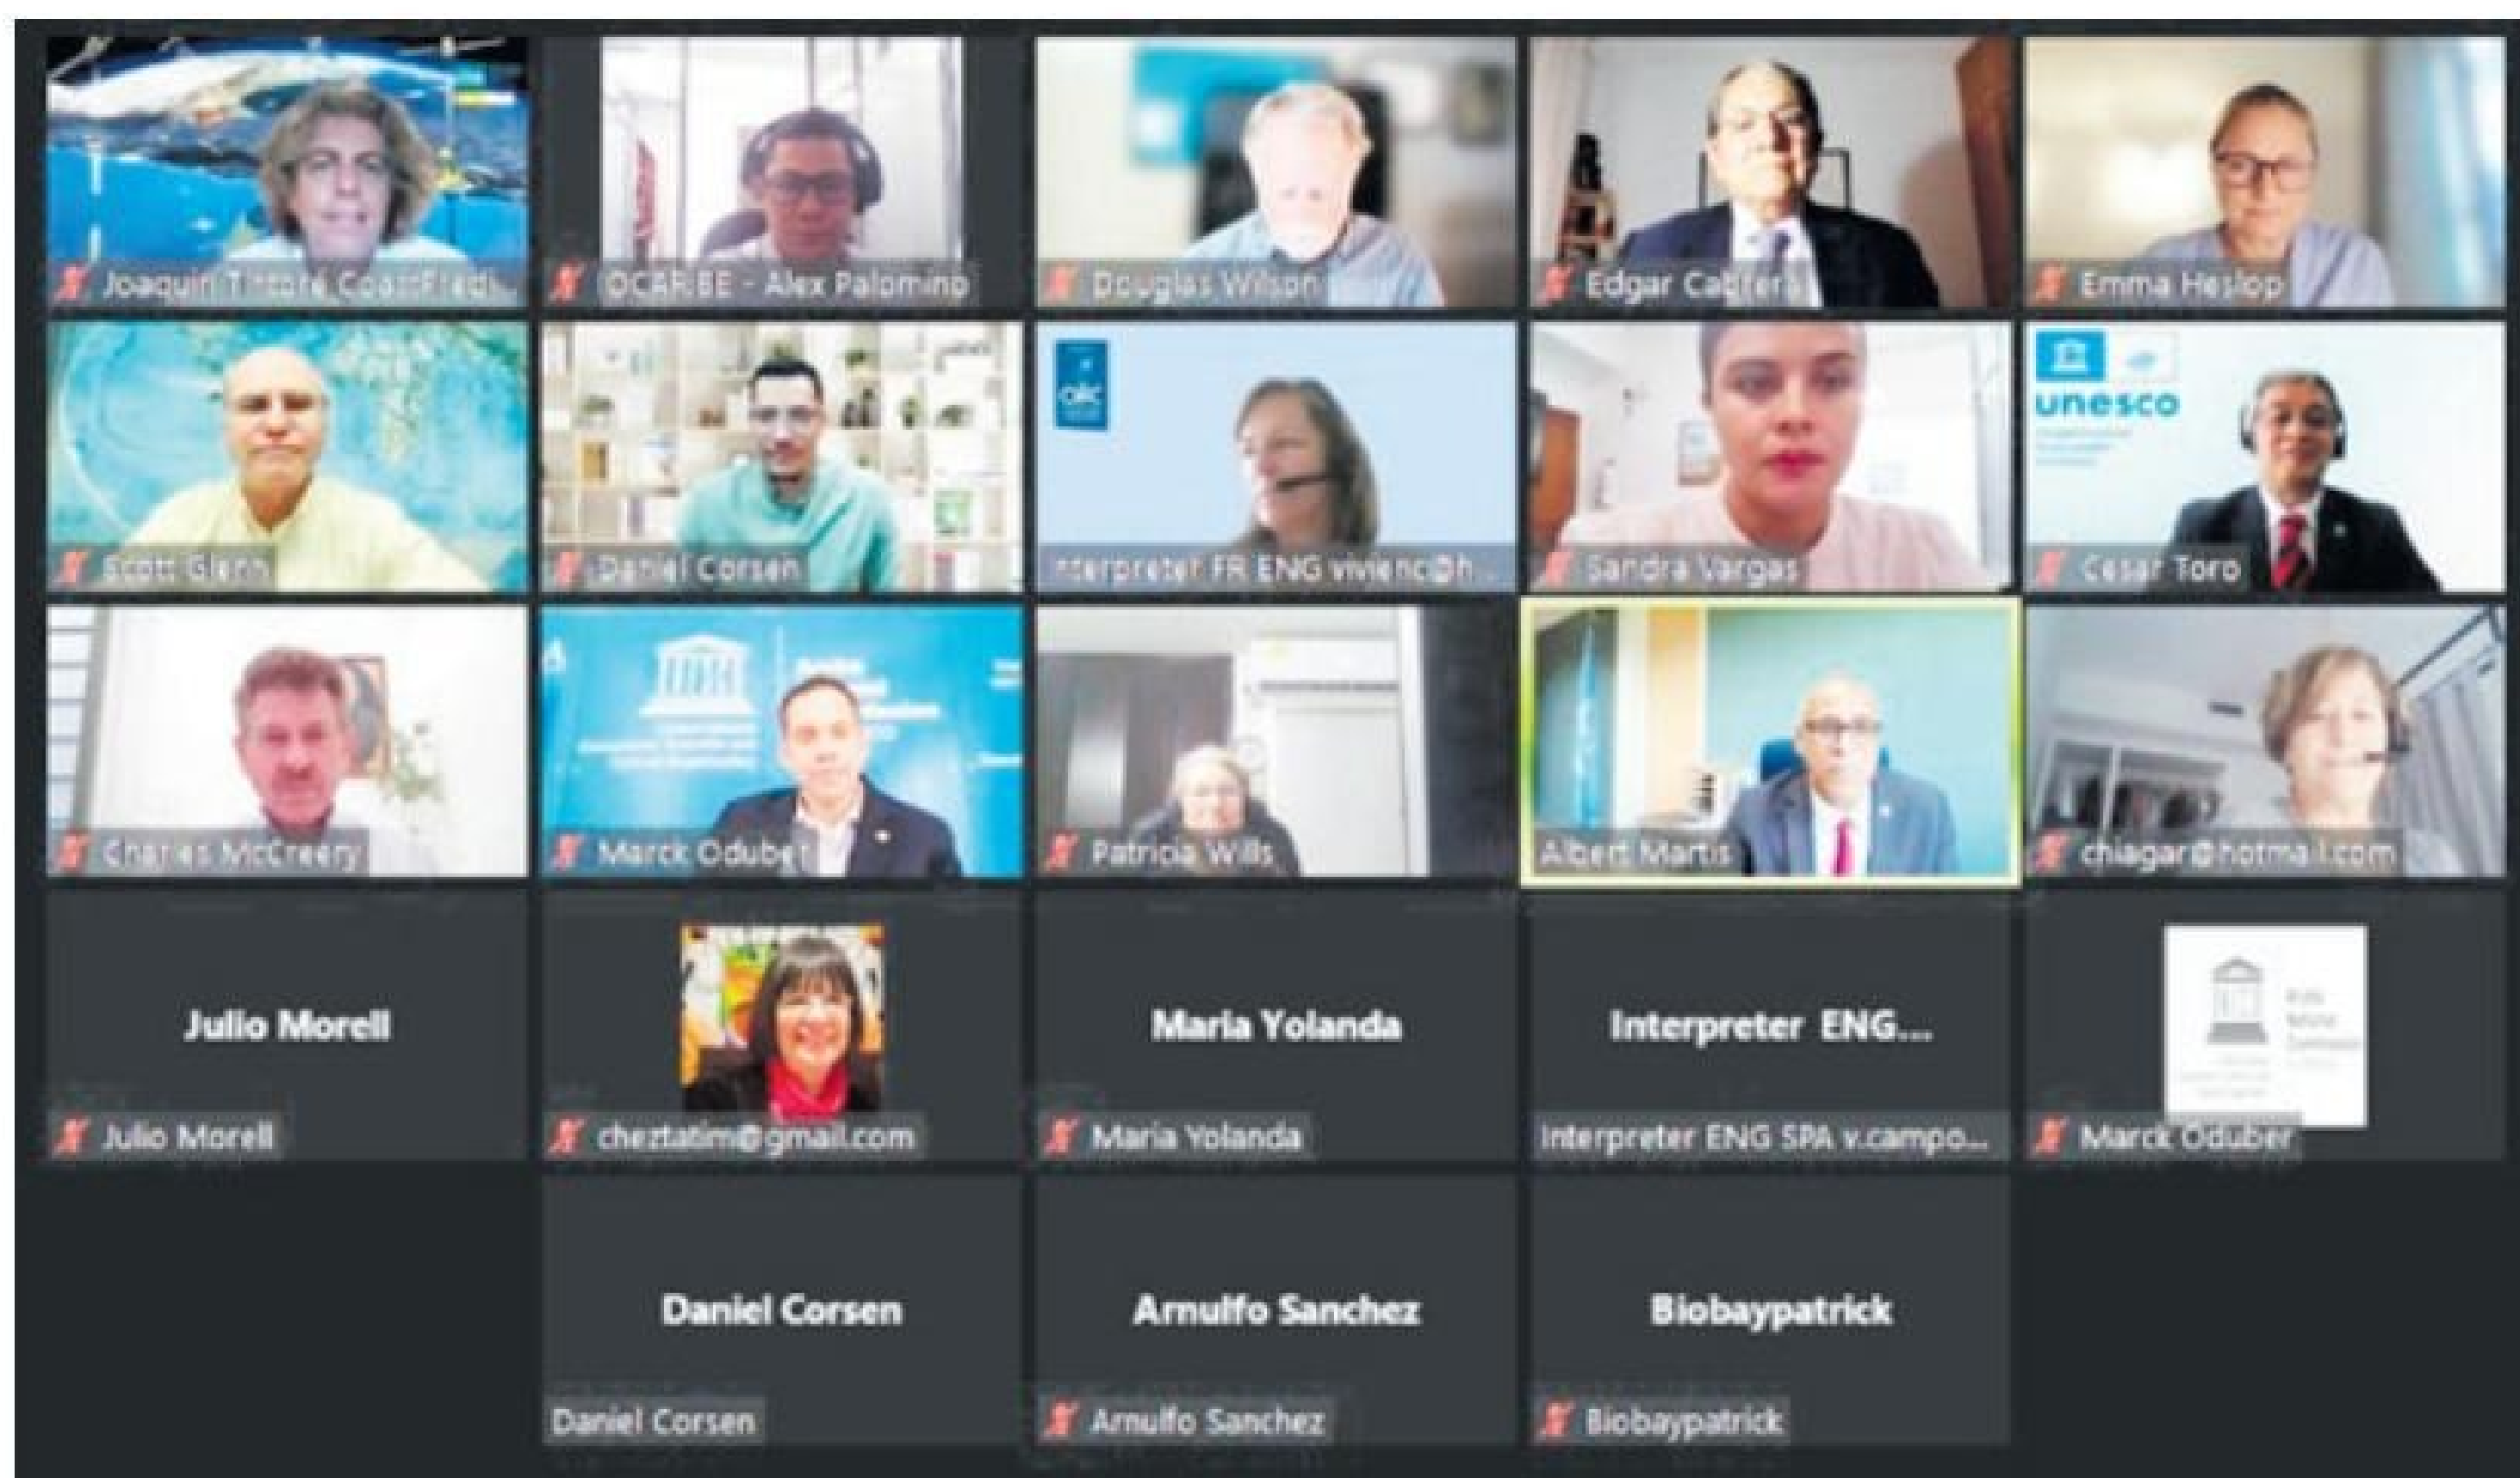 Joaquin Tintoré CoastPredi...
OCARIBE - Alex Palomino
Douglas Wilson
Edgar Cabrera
Emma Heslop
Scott Glenn
Daniel Corsen
Interpreter FR ENG vivienc@h...
Sandra Vargas
unesco
Cesar Toro
Charles McCreery
Marck Oduber
Patricia Wills
Albert Martis
chiagar@hotmail.com
Julio Morell
Julio Morell
cheztatim@gmail.com
Maria Yolanda
Maria Yolanda
Interpreter ENG...
Interpreter ENG SPA v.campo...
Marck Oduber
Daniel Corsen
Daniel Corsen
Arnulfo Sanchez
Arnulfo Sanchez
Biobaypatrick
Biobaypatrick